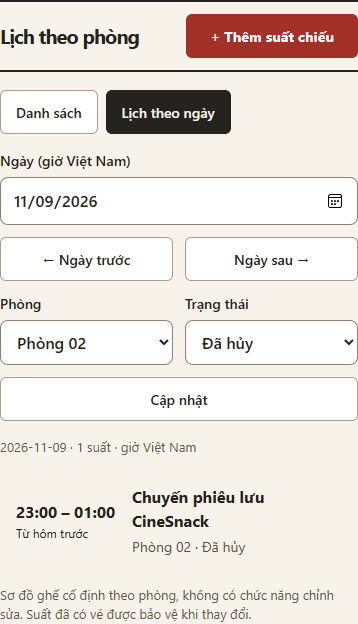 Lịch theo phòng
+ Thêm suất chiếu
Danh sách
Lịch theo ngày
Ngày (giờ Việt Nam)
11/09/2026
← Ngày trước
Ngày sau →
Phòng
Trạng thái
Phòng 02
Đã hủy
Cập nhật
2026-11-09 · 1 suất · giờ Việt Nam
23:00 – 01:00
Từ hôm trước
Chuyến phiêu lưu
CineSnack
Phòng 02 · Đã hủy
Sơ đồ ghế cố định theo phòng, không có chức năng chỉnh
sửa. Suất đã có vé được bảo vệ khi thay đổi.